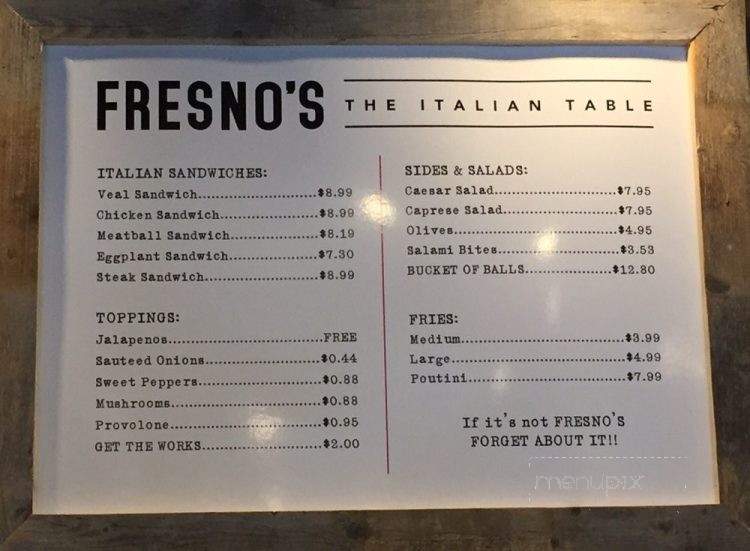 FRESNO'S THE ITALIAN TABLE
ITALIAN SANDWICHES:
Veal Sandwich..............................$8.99
Chicken Sandwich.........................$8.99
Meatball Sandwich.......................$8.19
Eggplant Sandwich.......................$7.30
Steak Sandwich............................$8.99
TOPPINGS:
Jalapenos......................................FREE
Sauteed Onions.............................$0.44
Sweet Peppers...............................$0.88
Mushrooms.....................................$0.88
Provolone.......................................$0.95
GET THE WORKS..............................$2.00
SIDES & SALADS:
Caesar Salad..............................$7.95
Caprese Salad............................$7.95
Olives..........................................$4.95
Salami Bites..............................$3.53
BUCKET OF BALLS......................$12.80
FRIES:
Medium........................................$3.99
Large...........................................$4.99
Poutini.......................................$7.99
If it's not FRESNO'S
FORGET ABOUT IT!!
menupix